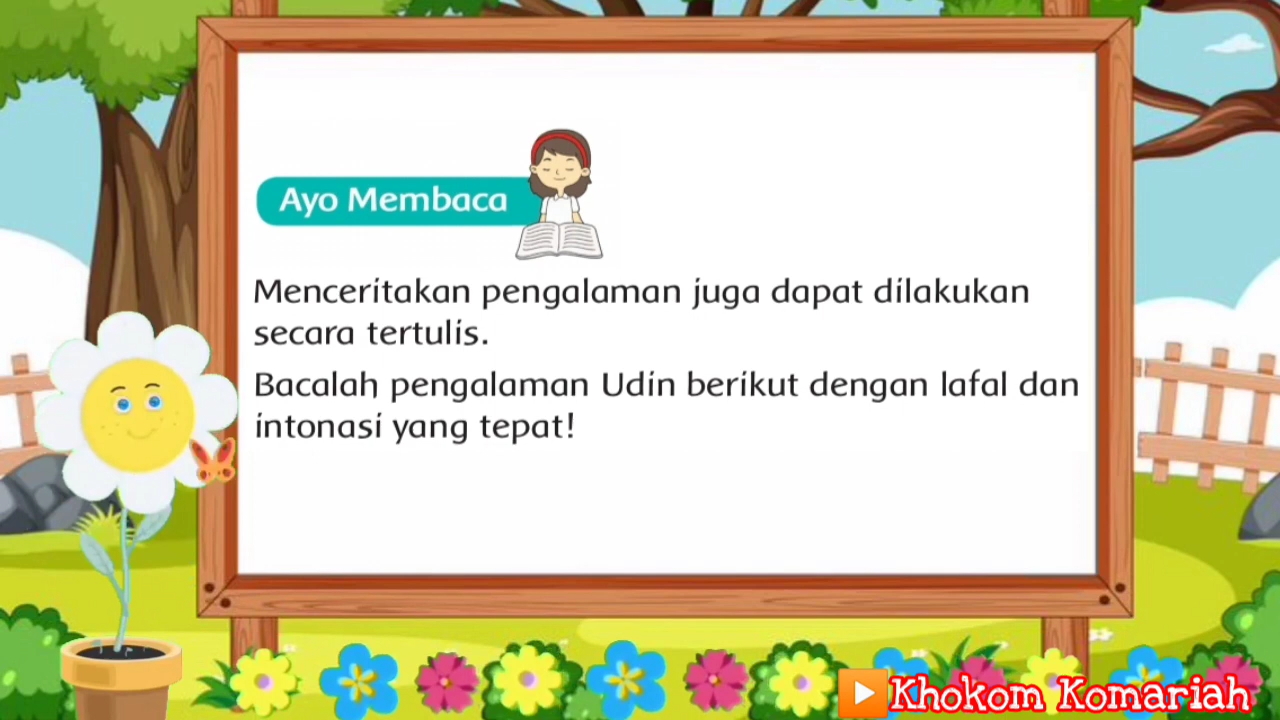 Ayo Membaca
Menceritakan pengalaman juga dapat dilakukan
secara tertulis.
Bacalah pengalaman Udin berikut dengan lafal dan
intonasi yang tepat!
Khokom Komariah